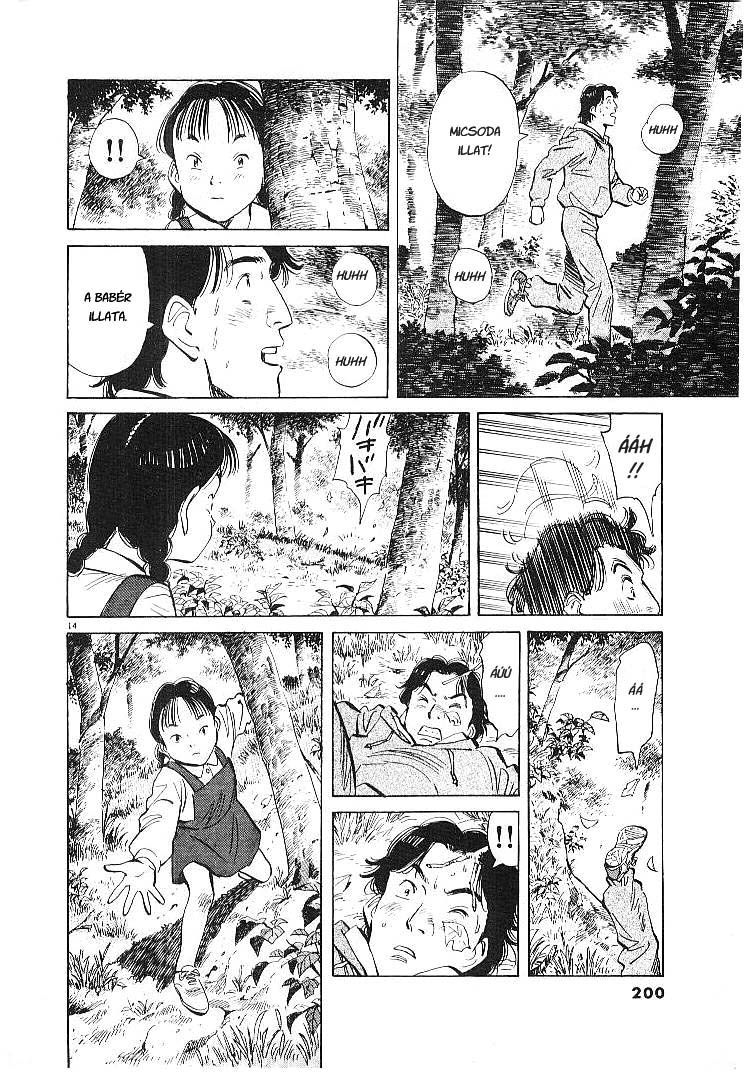 HUHH
MICSODA
ILLAT!
HUHH
!!
HUHH
A BABÉR
ILLATA.
HUHH
ÁÁH
!!
バキバキ
14
ÁÁ
...
ÁÚÚ
....
!!
200